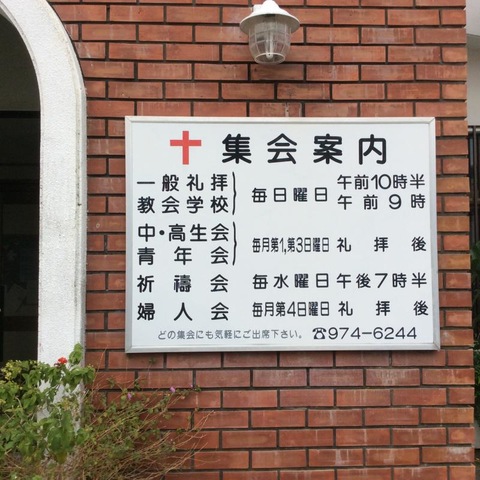 集会案内
一般礼拝 毎日曜日 午前10時半
教会学校 午前9時
中・高生会 毎月第1,第3日曜日 礼拝後
青年会
祈禱会 毎水曜日 午後7時半
婦人会 毎月第4日曜日 礼拝後
どの集会にも気軽にご出席下さい。 ☎974-6244